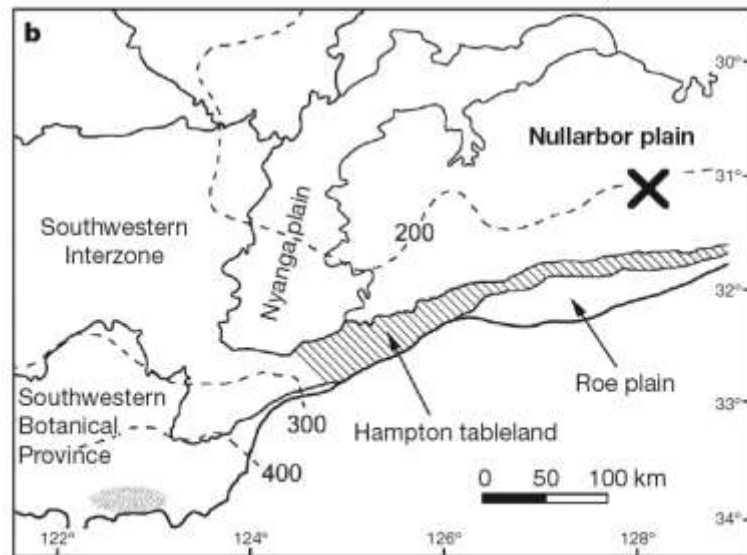 b
30°
Nullarbor plain
31°
Southwestern
Interzone
Nyanga plain
200
32°
Roe plain
Southwestern
Botanical
Province
300
Hampton tableland
33°
400
0 50 100 km
34°
122° 124° 126° 128°